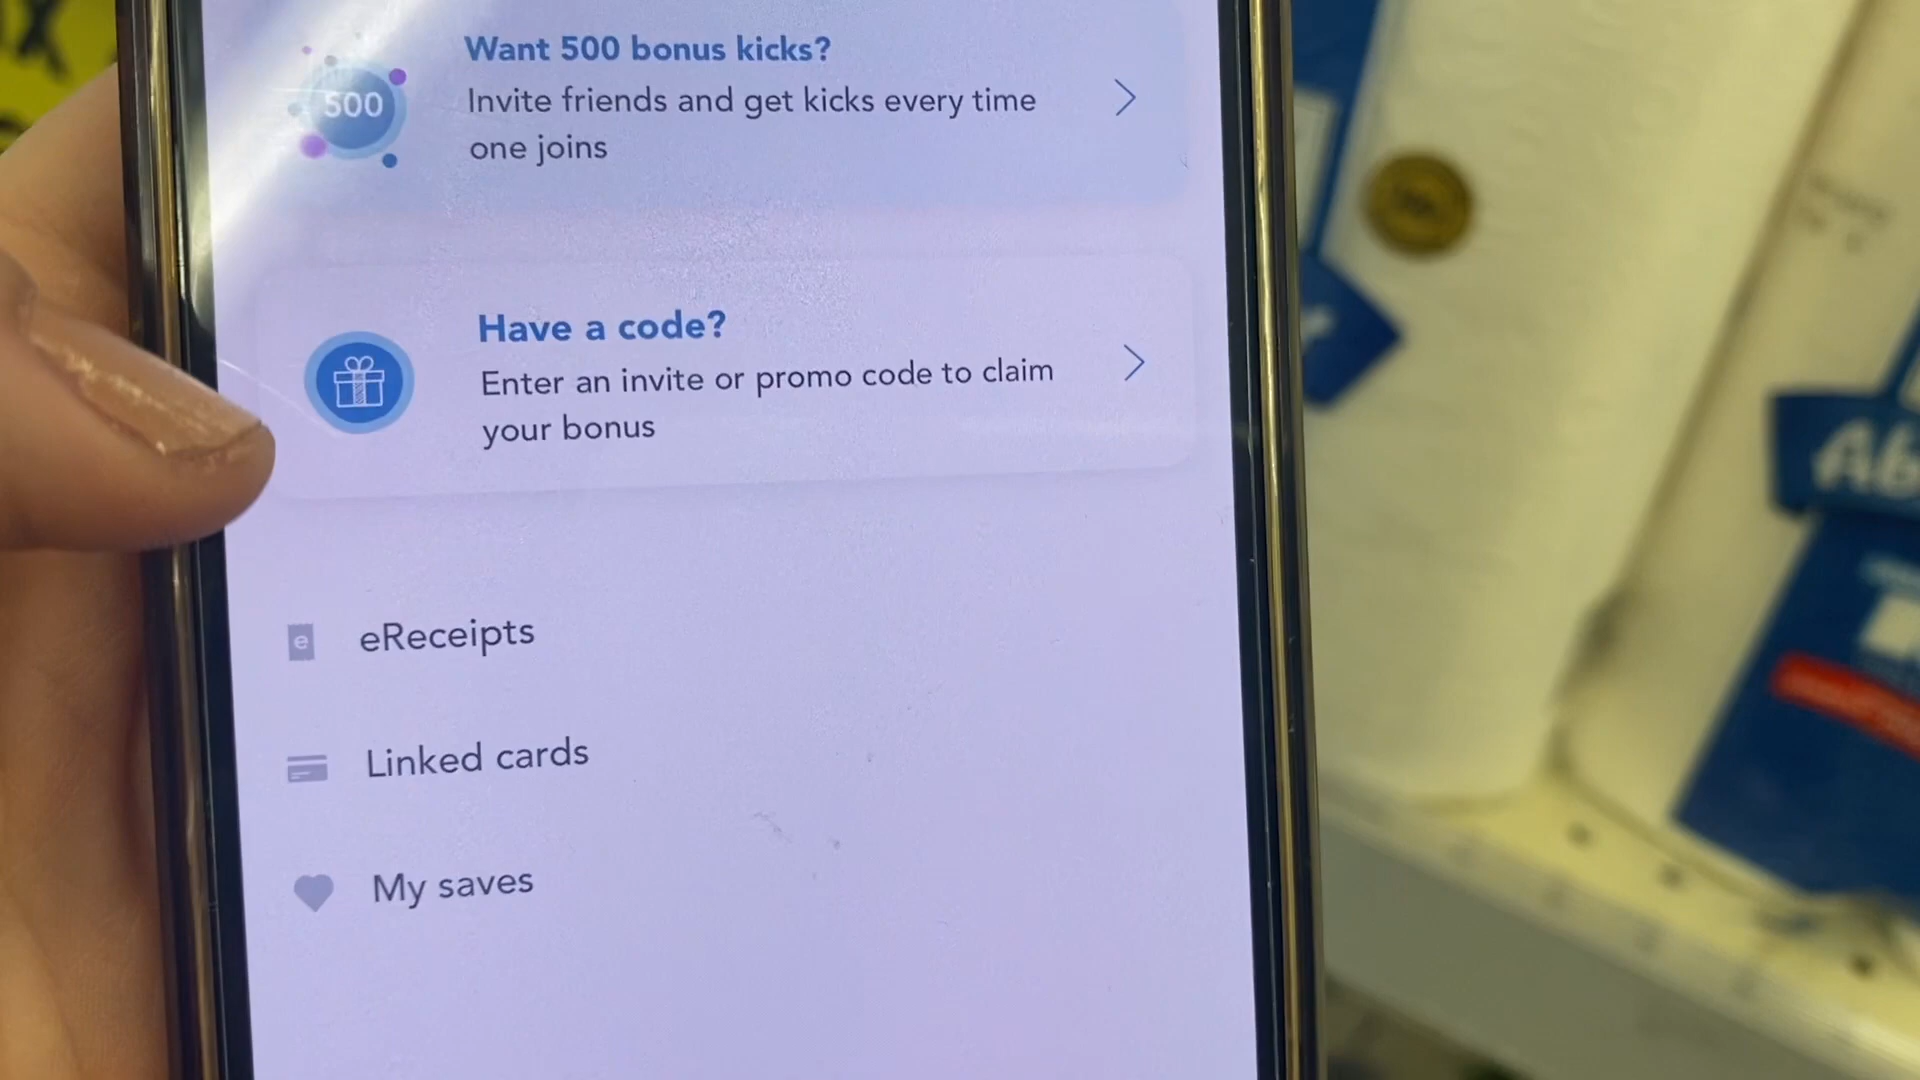 Want 500 bonus kicks?
500
Invite friends and get kicks every time
one joins
Have a code?
Enter an invite or promo code to claim
your bonus
e
eReceipts
Linked cards
My saves
Ab